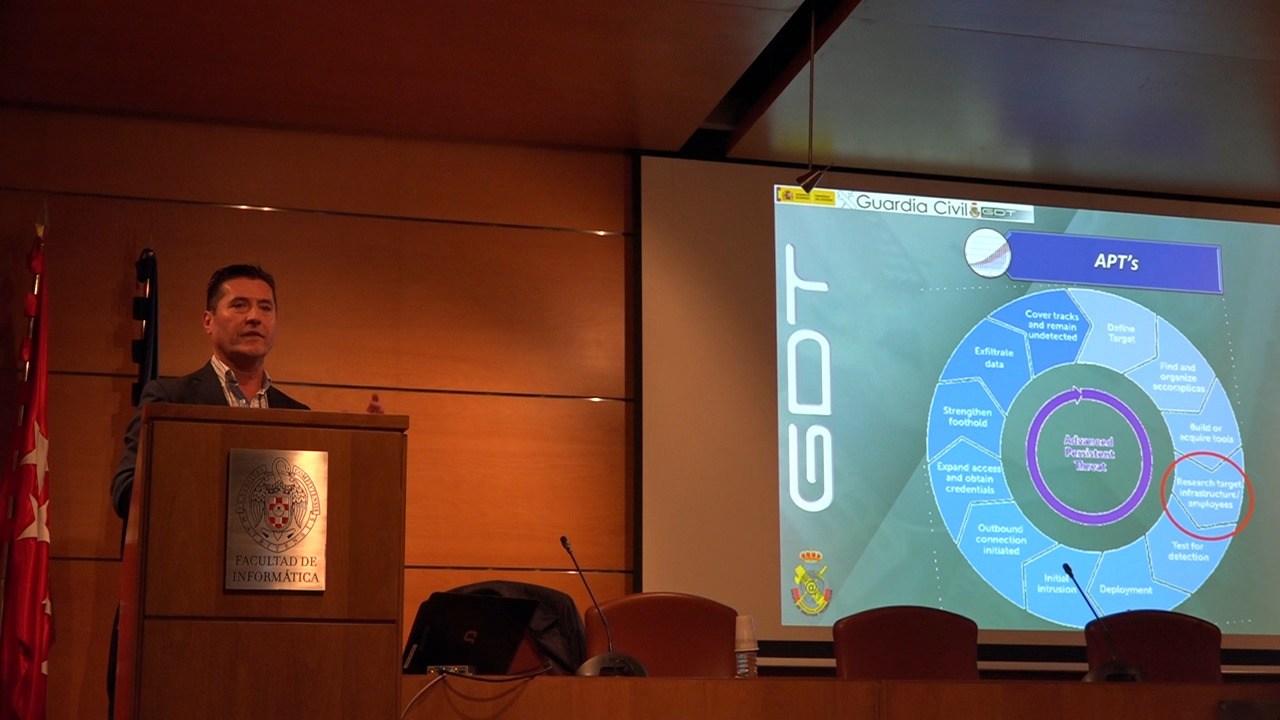 Guardia Civil
GDT
APT's
GDT
Cover tracks
and remain
undetected
Define
Target
Find and
organize
accomplices
Build or
acquire tools
Research target
infrastructure/
employees
Test for
detection
Deployment
Initial
intrusion
Outbound
connection
initiated
Expand access
and obtain
credentials
Strengthen
foothold
Exfiltrate
data
Advanced
Persistent
Threat
FACULTAD DE
INFORMÁTICA